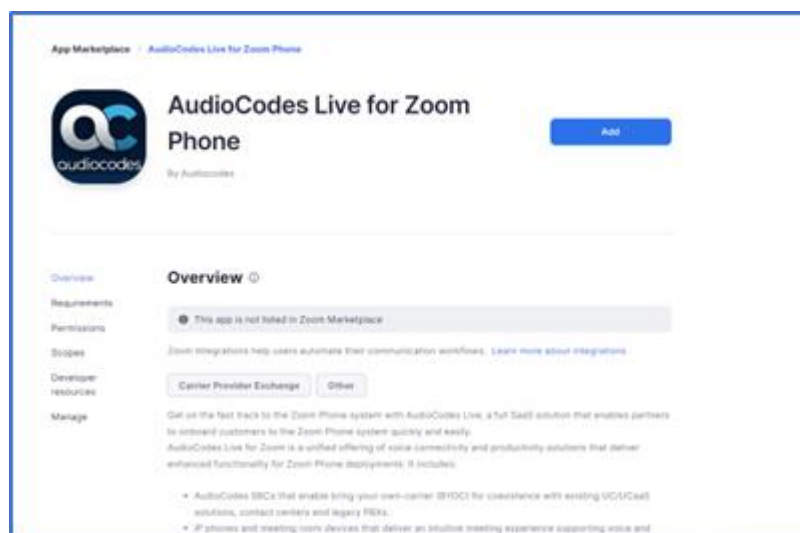 App Marketplace / AudioCodes Live for Zoom Phone
audiocodes
AudioCodes Live for Zoom
Phone
By Audiocodes
Add
Overview
Requirements
Permissions
Scopes
Developer
resources
Manage
Overview
This app is not listed in Zoom Marketplace
Zoom Integrations help users automate their communication workflows. Learn more about integrations
Carrier Provider Exchange
Other
Get on the fast track to the Zoom Phone system with AudioCodes Live, a full SaaS solution that enables partners
to onboard customers to the Zoom Phone system quickly and easily.
AudioCodes Live for Zoom is a unified offering of voice connectivity and productivity solutions that deliver
enhanced functionality for Zoom Phone deployments. It includes:
• AudioCodes SBCs that enable bring-your-own-carrier (BYOC) for coexistence with existing UC/UCaaS
solutions, contact centers and legacy PBXs.
• IP phones and meeting room devices that deliver an intuitive meeting experience supporting voice and